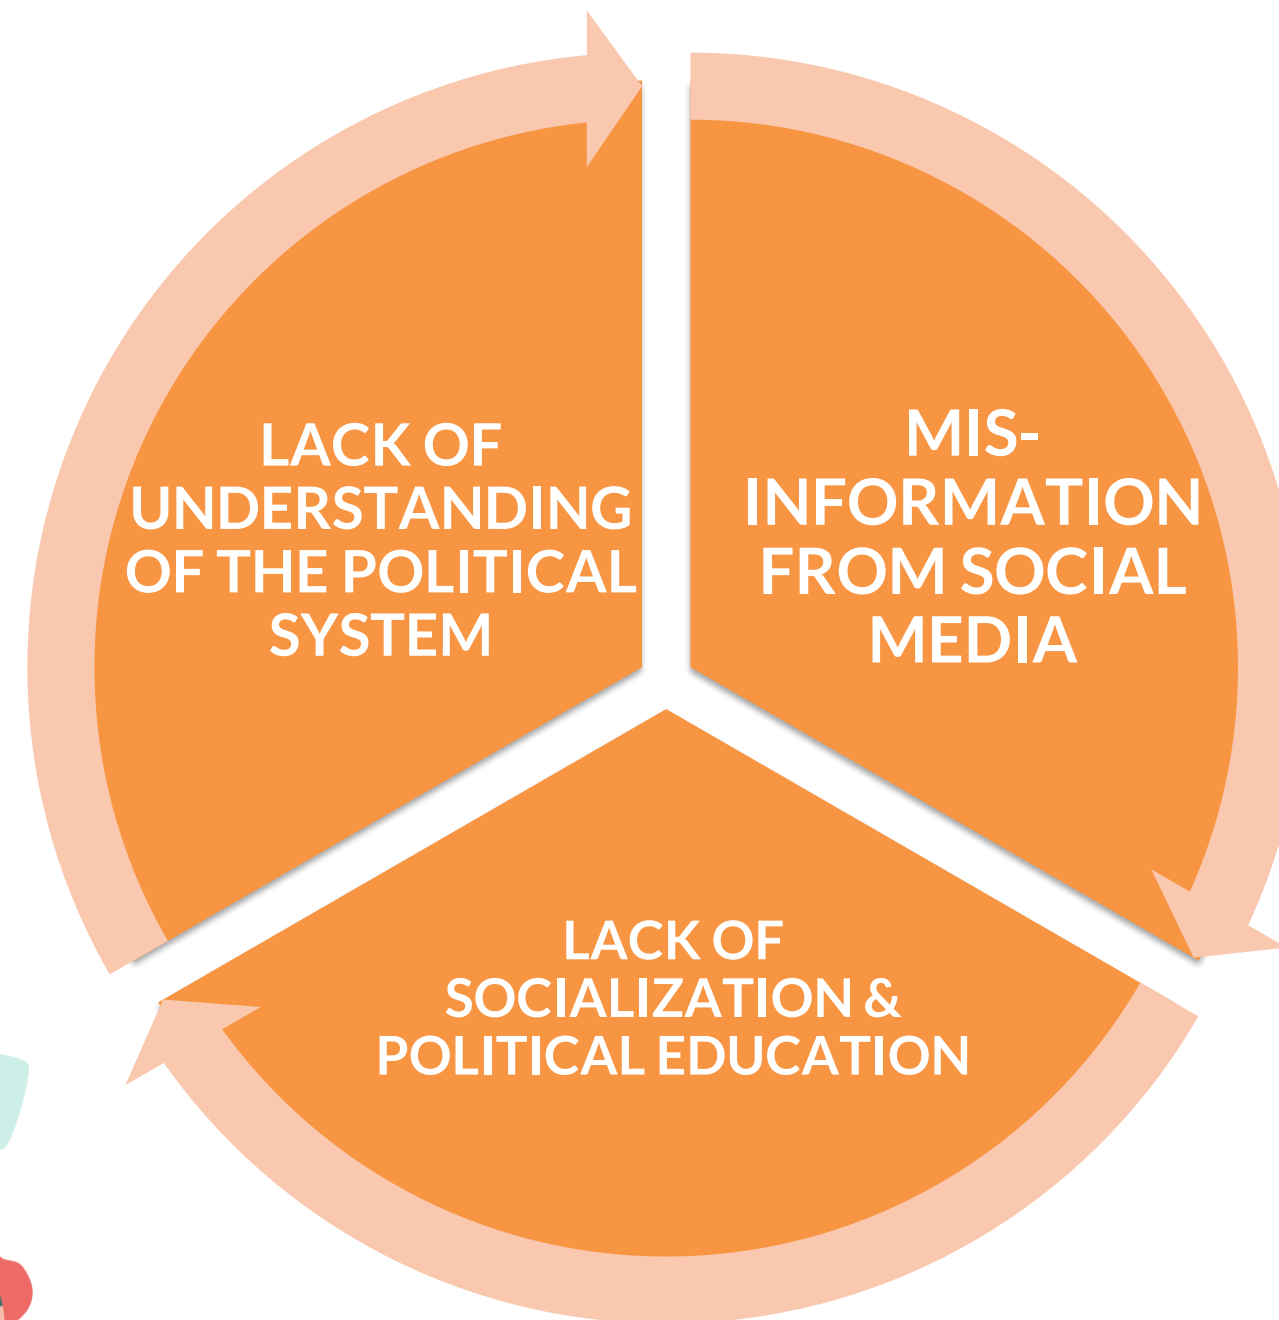 LACK OF
UNDERSTANDING
OF THE POLITICAL
SYSTEM
MIS-
INFORMATION
FROM SOCIAL
MEDIA
LACK OF
SOCIALIZATION &
POLITICAL EDUCATION